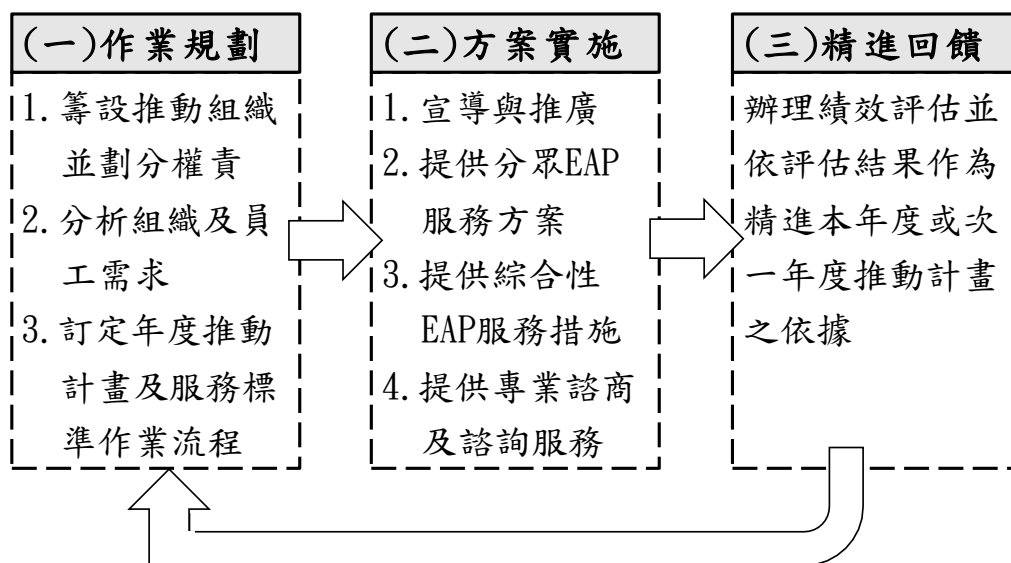 (一)作業規劃
1. 籌設推動組織
並劃分權責
2. 分析組織及員
工需求
3. 訂定年度推動
計畫及服務標
準作業流程
(二)方案實施
1. 宣導與推廣
2. 提供分眾EAP
服務方案
3. 提供綜合性
EAP服務措施
4. 提供專業諮商
及諮詢服務
(三)精進回饋
辦理績效評估並
依評估結果作為
精進本年度或次
一年度推動計畫
之依據